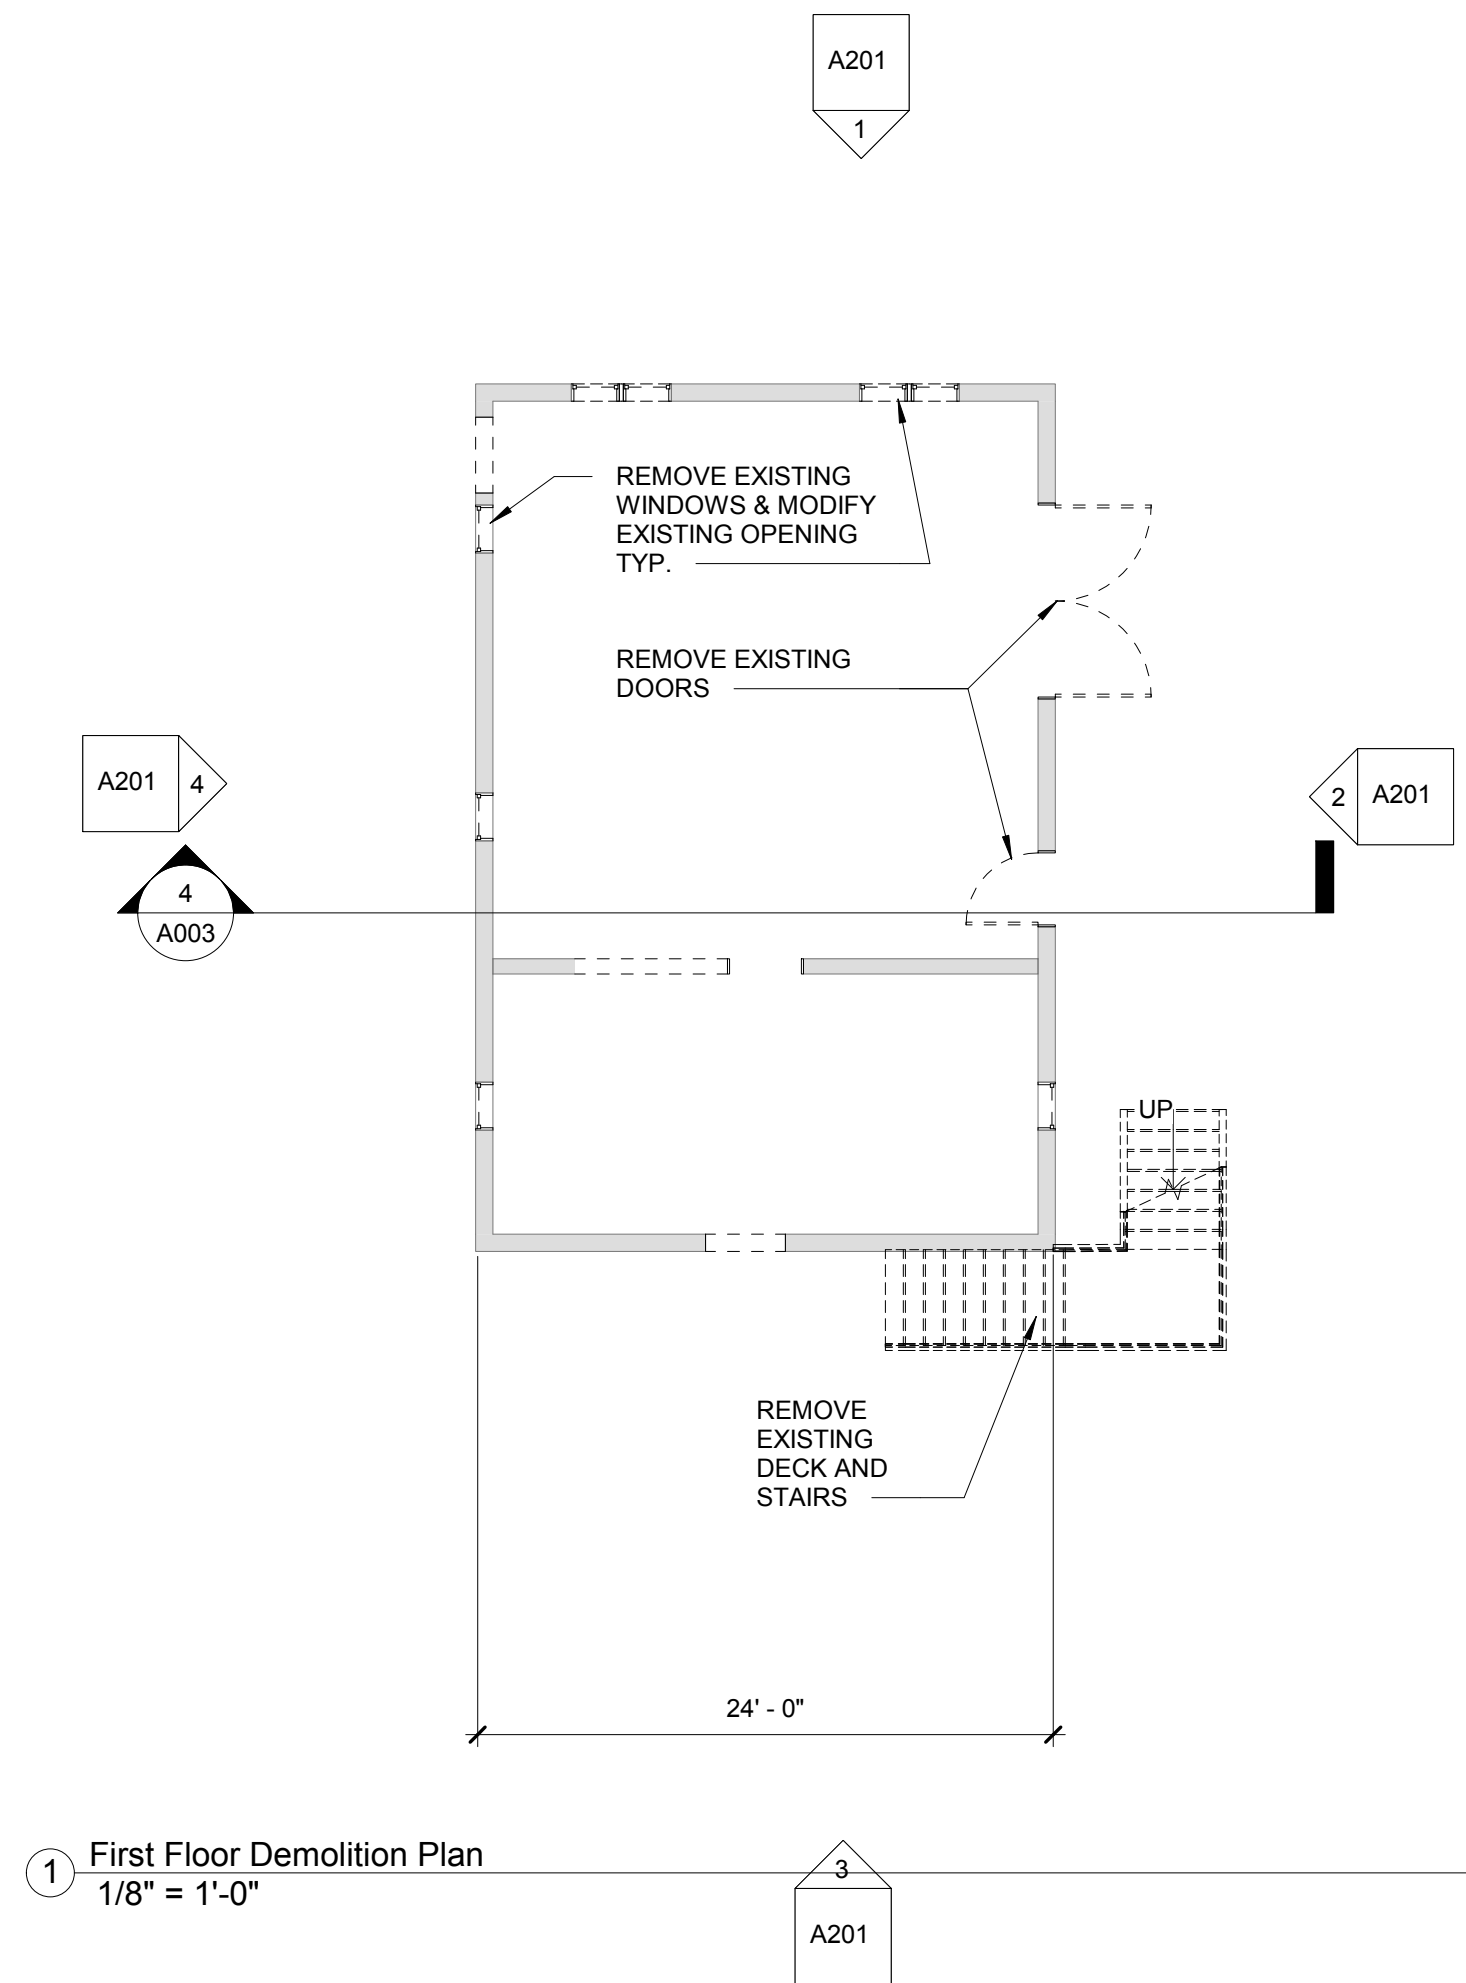 A201
1
REMOVE EXISTING
WINDOWS & MODIFY
EXISTING OPENING
TYP.
REMOVE EXISTING
DOORS
A201
4
2
A201
4
A003
UP
REMOVE
EXISTING
DECK AND
STAIRS
24' - 0"
1
First Floor Demolition Plan
1/8" = 1'-0"
3
A201